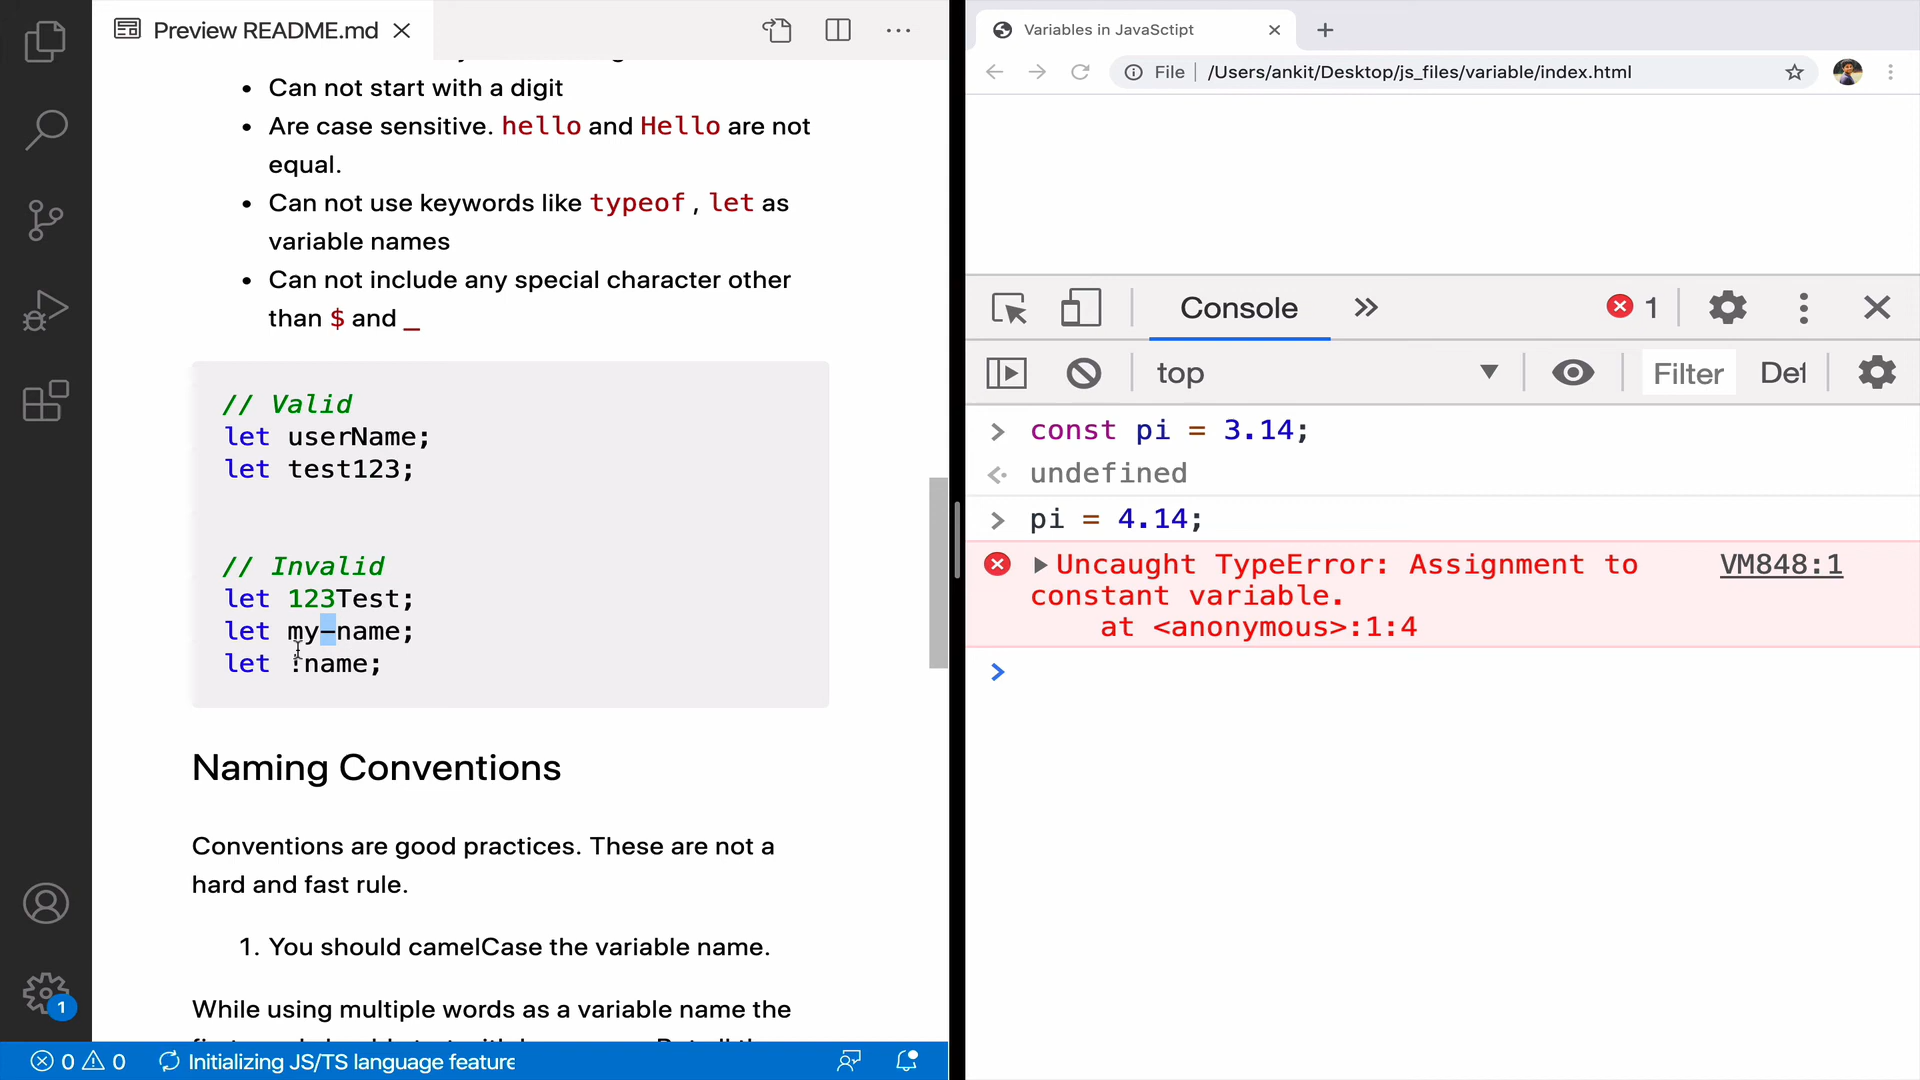 Preview README.md
Can not start with a digit
Are case sensitive. hello and Hello are not
equal.
Can not use keywords like typeof , let as
variable names
Can not include any special character other
than $ and _
// Valid
let userName;
let test123;
// Invalid
let 123Test;
let my-name;
let !name;
Naming Conventions
Conventions are good practices. These are not a
hard and fast rule.
1. You should camelCase the variable name.
While using multiple words as a variable name the
1
0 0 Initializing JS/TS language feature
Variables in JavaSctipt
File /Users/ankit/Desktop/js_files/variable/index.html
Console 1
top Filter Def
const pi = 3.14;
undefined
pi = 4.14;
Uncaught TypeError: Assignment to VM848:1
constant variable.
at <anonymous>:1:4